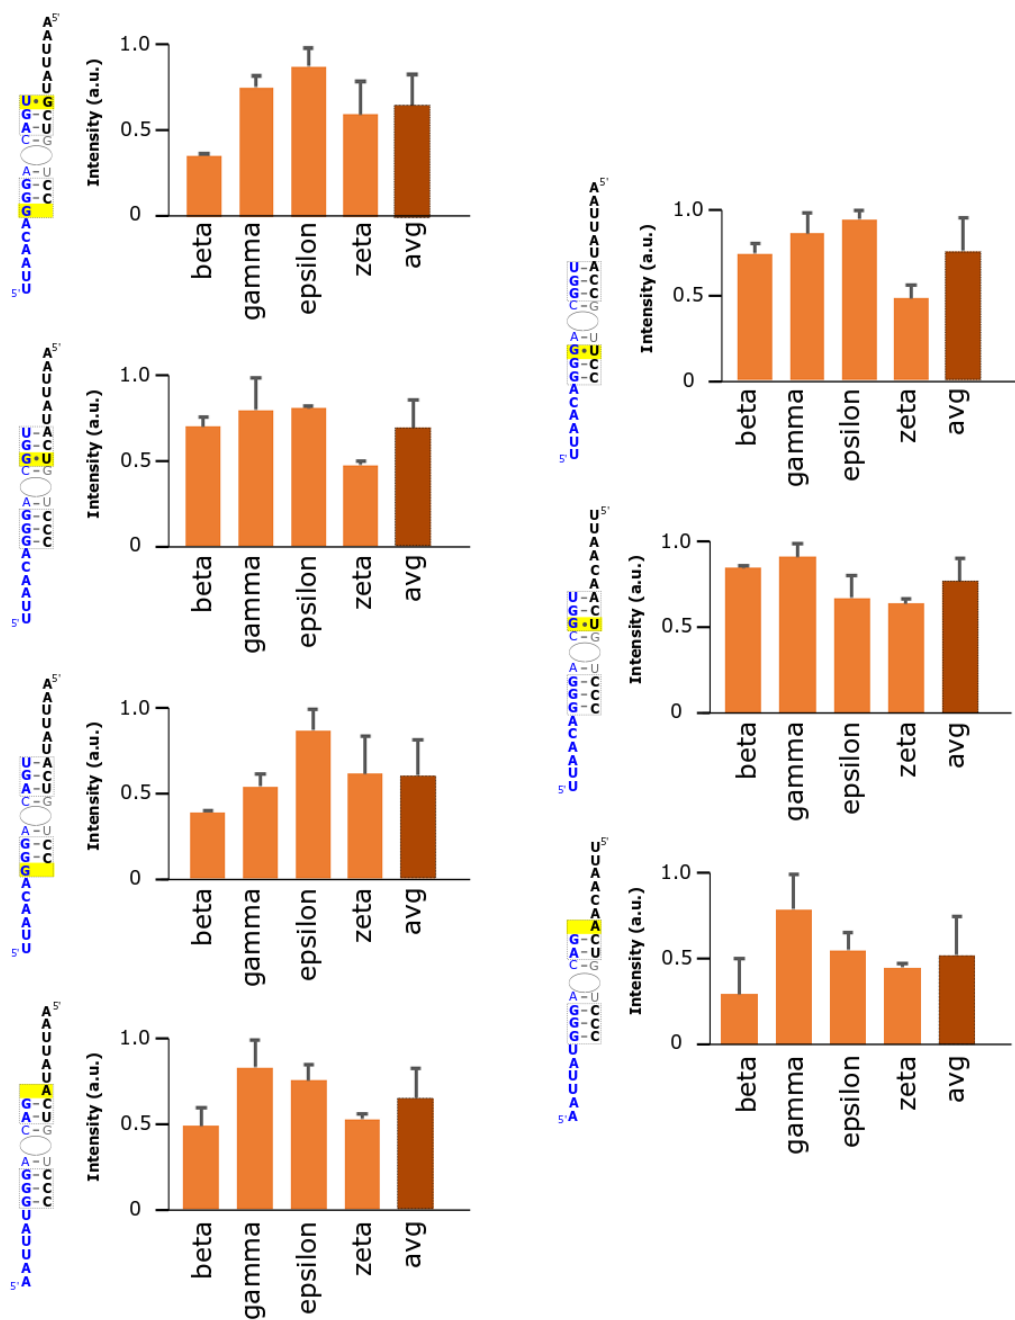 A5'
A
U
U
A
U
U•G
G–C
A–U
C–G
A–U
G–C
G–C
G
A
C
A
A
U
U
5'
Intensity (a.u.)
1.0
0.5
0
beta
gamma
epsilon
zeta
avg
A5'
A
U
U
A
U
U–A
G–C
G•U
C–G
A–U
G–C
G–C
G–C
A
C
A
A
U
U
5'
Intensity (a.u.)
1.0
0.5
0
beta
gamma
epsilon
zeta
avg
A5'
A
U
U
A
U
U–A
G–C
A–U
C–G
A–U
G–C
G–C
G
A
C
A
A
U
U
5'
Intensity (a.u.)
1.0
0.5
0
beta
gamma
epsilon
zeta
avg
A5'
A
U
U
A
U
A
G–C
A–U
C–G
A–U
G–C
G–C
G–C
U
A
U
U
A
5'A
Intensity (a.u.)
1.0
0.5
0
beta
gamma
epsilon
zeta
avg
A5'
A
U
U
A
U
U–A
G–C
G–C
C–G
A–U
G•U
G–C
G–C
A
C
A
A
U
5'U
Intensity (a.u.)
1.0
0.5
0
beta
gamma
epsilon
zeta
avg
U5'
U
A
A
C
A
U–A
G–C
G•U
C–G
A–U
G–C
G–C
G–C
A
C
A
A
U
5'U
Intensity (a.u.)
1.0
0.5
0
beta
gamma
epsilon
zeta
avg
U5'
U
A
A
C
A
A
G–C
A–U
C–G
A–U
G–C
G–C
G–C
U
A
U
U
A
5'A
Intensity (a.u.)
1.0
0.5
0
beta
gamma
epsilon
zeta
avg